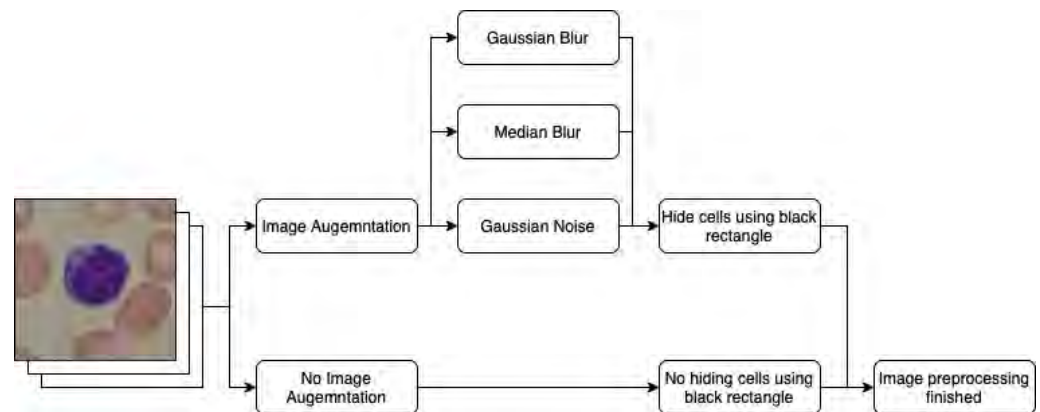 Gaussian Blur
Median Blur
Image Augemntation
Gaussian Noise
Hide cells using black
rectangle
No Image
Augemntation
No hiding cells using
black rectangle
Image preprocessing
finished